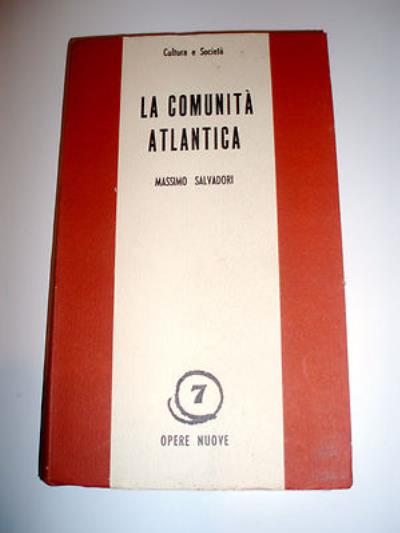 Cultura e Società
LA COMUNITÀ
ATLANTICA
MASSIMO SALVADORI
7
OPERE NUOVE